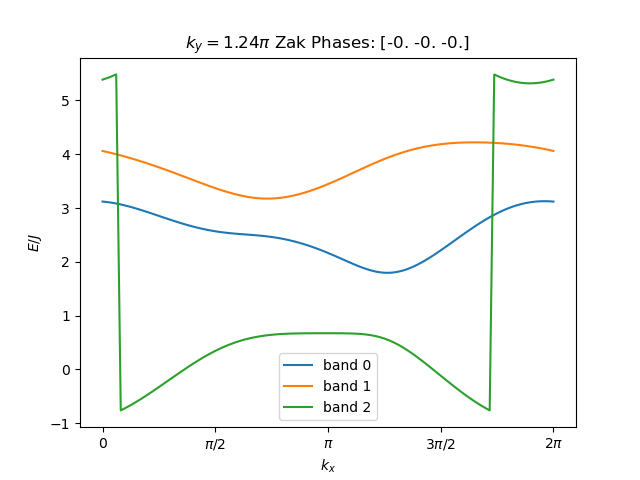 k_y = 1.24π Zak Phases: [-0. -0. -0.]
E/J
5
4
3
2
1
0
−1
band 0
band 1
band 2
0
π/2
π
3π/2
2π
k_x